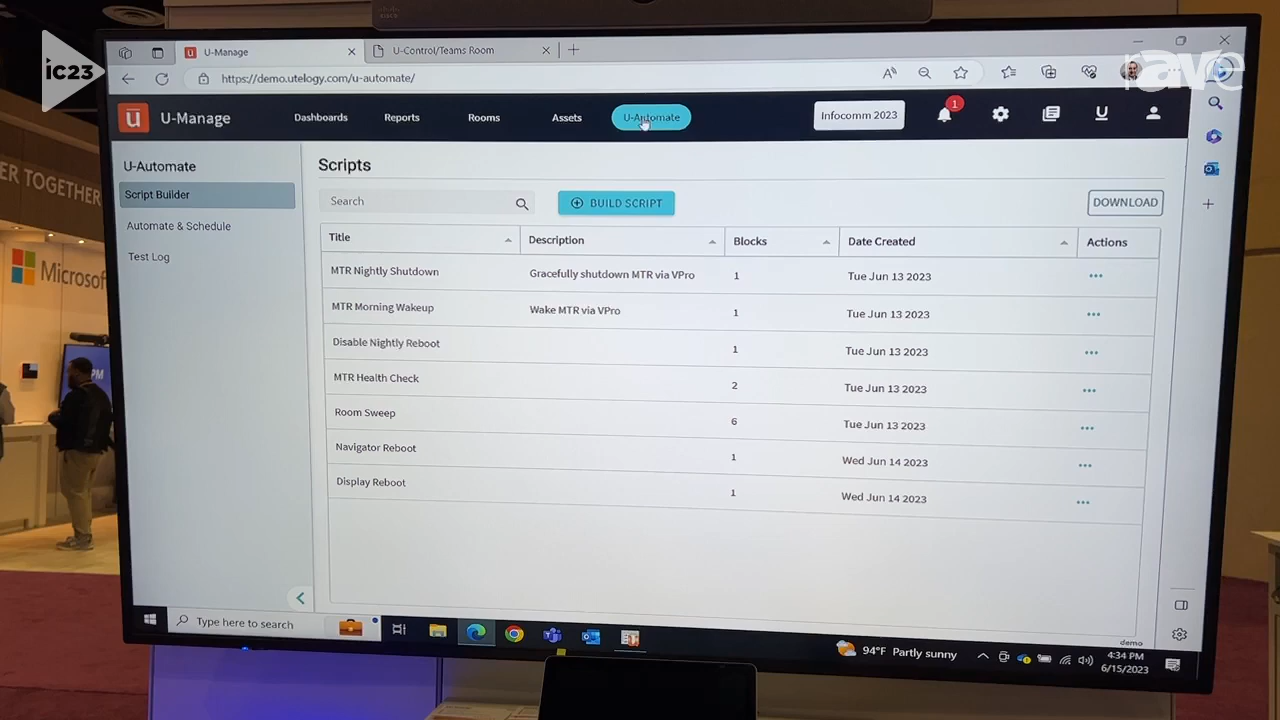 CISCO
ic23
rAVe
U-Manage
U-Control/Teams Room
https://demo.utelogy.com/u-automate/
U-Manage
Dashboards
Reports
Rooms
Assets
U-Automate
Infocomm 2023
1
U-Automate
Script Builder
Automate & Schedule
Test Log
Scripts
Search
BUILD SCRIPT
DOWNLOAD
Title Description Blocks Date Created Actions
MTR Nightly Shutdown Gracefully shutdown MTR via VPro 1 Tue Jun 13 2023
MTR Morning Wakeup Wake MTR via VPro 1 Tue Jun 13 2023
Disable Nightly Reboot 1 Tue Jun 13 2023
MTR Health Check 2 Tue Jun 13 2023
Room Sweep 6 Tue Jun 13 2023
Navigator Reboot 1 Wed Jun 14 2023
Display Reboot 1 Wed Jun 14 2023
demo
Type here to search
94°F Partly sunny
4:34 PM
6/15/2023
ER TOGETHER
Microsof
PM